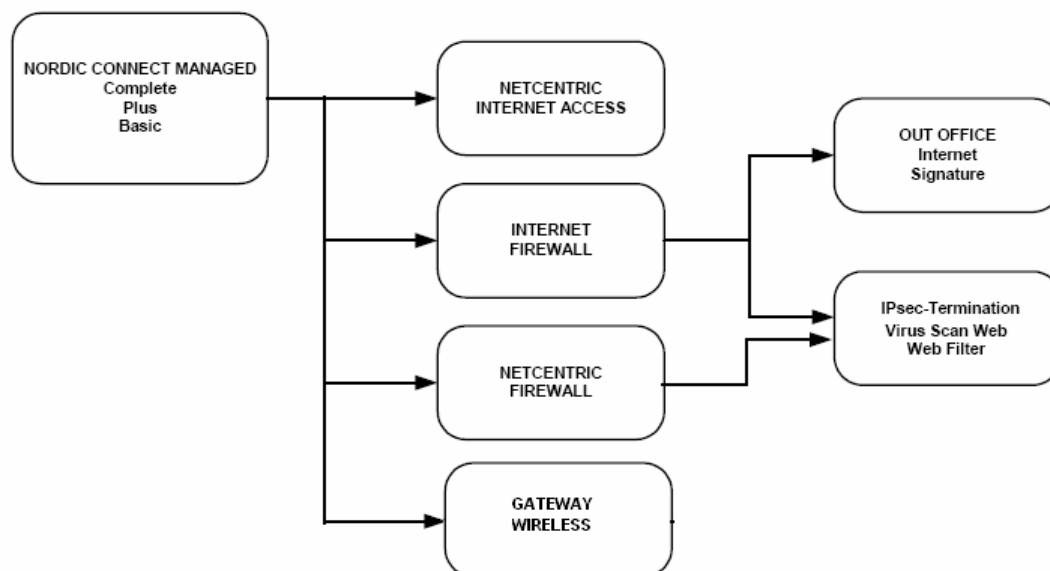 NORDIC CONNECT MANAGED
Complete
Plus
Basic
NETCENTRIC
INTERNET ACCESS
INTERNET
FIREWALL
NETCENTRIC
FIREWALL
GATEWAY
WIRELESS
OUT OFFICE
Internet
Signature
IPsec-Termination
Virus Scan Web
Web Filter